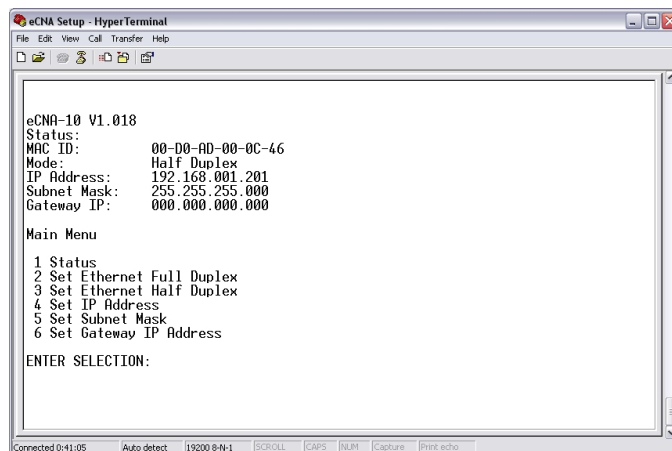 eCNA Setup - HyperTerminal
File Edit View Call Transfer Help
eCNA-10 V1.018
Status:
MAC ID: 00-D0-AD-00-0C-46
Mode: Half Duplex
IP Address: 192.168.001.201
Subnet Mask: 255.255.255.000
Gateway IP: 000.000.000.000
Main Menu
1 Status
2 Set Ethernet Full Duplex
3 Set Ethernet Half Duplex
4 Set IP Address
5 Set Subnet Mask
6 Set Gateway IP Address
ENTER SELECTION:
Connected 0:41:05 Auto detect 19200 8-N-1 SCROLL CAPS NUM Capture Print echo